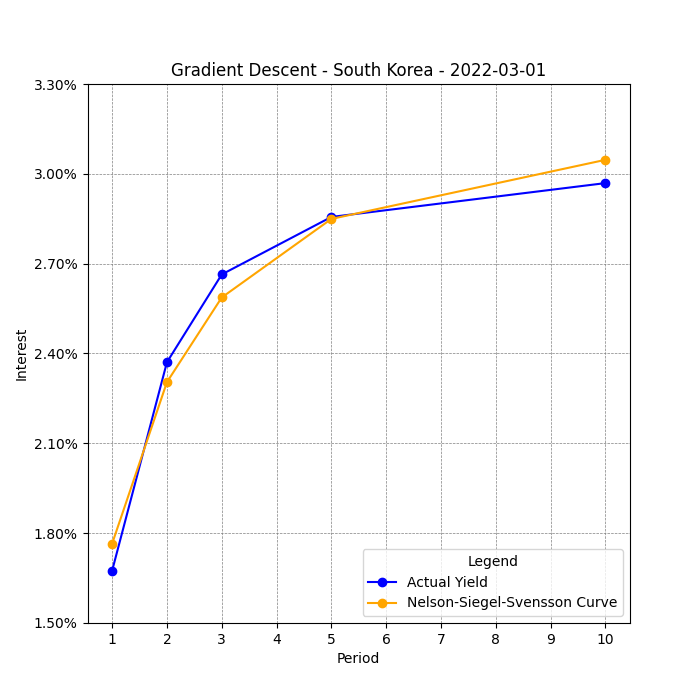 Gradient Descent - South Korea - 2022-03-01
3.30%
3.00%
2.70%
2.40%
2.10%
1.80%
1.50%
Interest
Legend
Actual Yield
Nelson-Siegel-Svensson Curve
1 2 3 4 5 6 7 8 9 10
Period